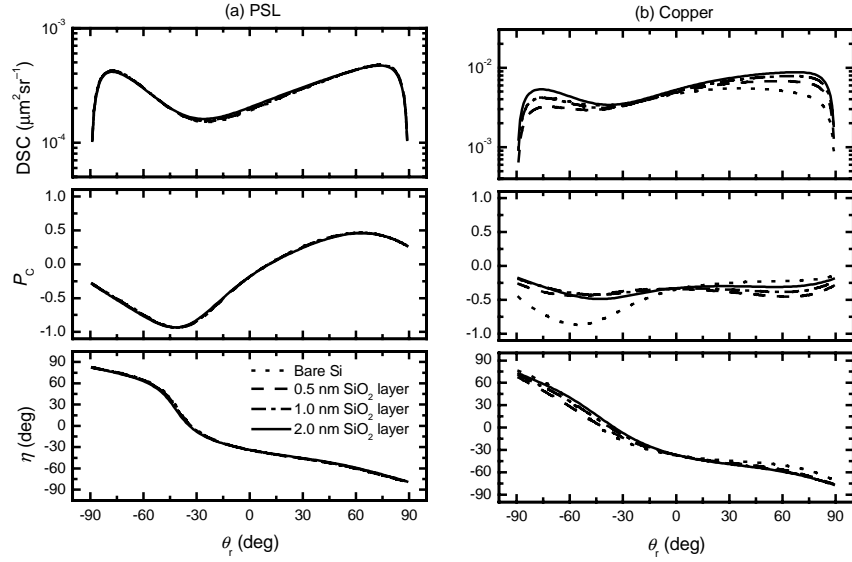 (a) PSL
(b) Copper
DSC (μm²sr⁻¹)
10⁻³
10⁻⁴
10⁻²
10⁻³
P_C
1.0
0.5
0.0
-0.5
-1.0
1.0
0.5
0.0
-0.5
-1.0
η (deg)
90
60
30
0
-30
-60
-90
Bare Si
0.5 nm SiO₂ layer
1.0 nm SiO₂ layer
2.0 nm SiO₂ layer
90
60
30
0
-30
-60
-90
-90 -60 -30 0 30 60 90
-90 -60 -30 0 30 60 90
θ_r (deg)
θ_r (deg)